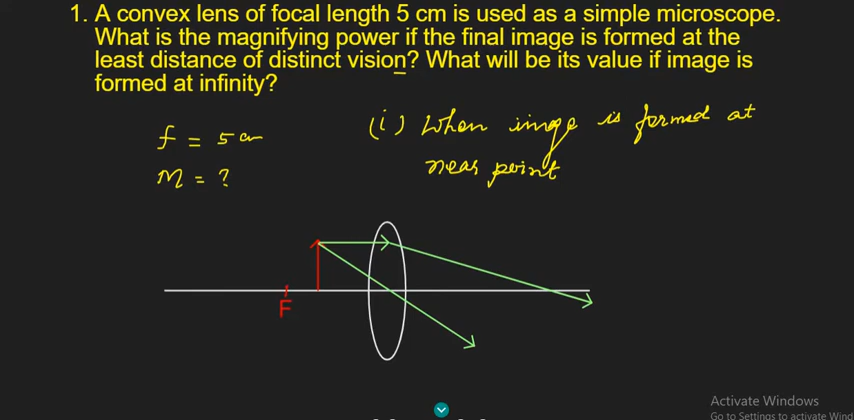 1. A convex lens of focal length 5 cm is used as a simple microscope.
What is the magnifying power if the final image is formed at the
least distance of distinct vision? What will be its value if image is
formed at infinity?
f = 5 cm
M = ?
(i) When image is formed at
near point
F
Activate Windows
Go to Settings to activate Wind